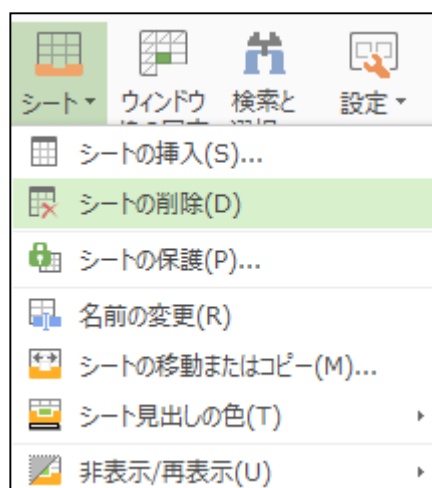 シート
ウィンドウ
検索と
設定
シートの挿入(S)...
シートの削除(D)
シートの保護(P)...
名前の変更(R)
シートの移動またはコピー(M)...
シート見出しの色(T)
非表示/再表示(U)